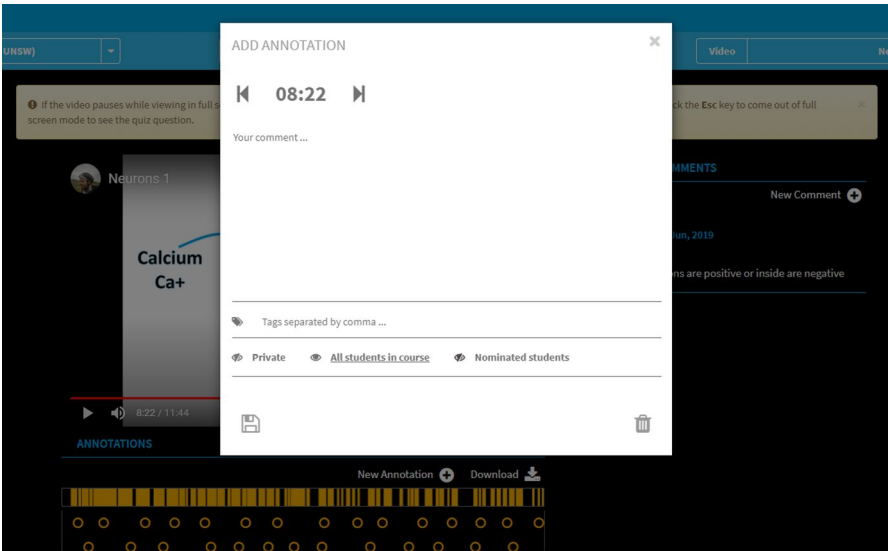 UNSW)
Video
Ne
If the video pauses while viewing in full s
ck the Esc key to come out of full
screen mode to see the quiz question.
ADD ANNOTATION
08:22
Your comment ...
Tags separated by comma ...
Private
All students in course
Nominated students
Neurons 1
Calcium
Ca+
8:22 / 11:44
MMENTS
New Comment
Jun, 2019
ns are positive or inside are negative
ANNOTATIONS
New Annotation
Download